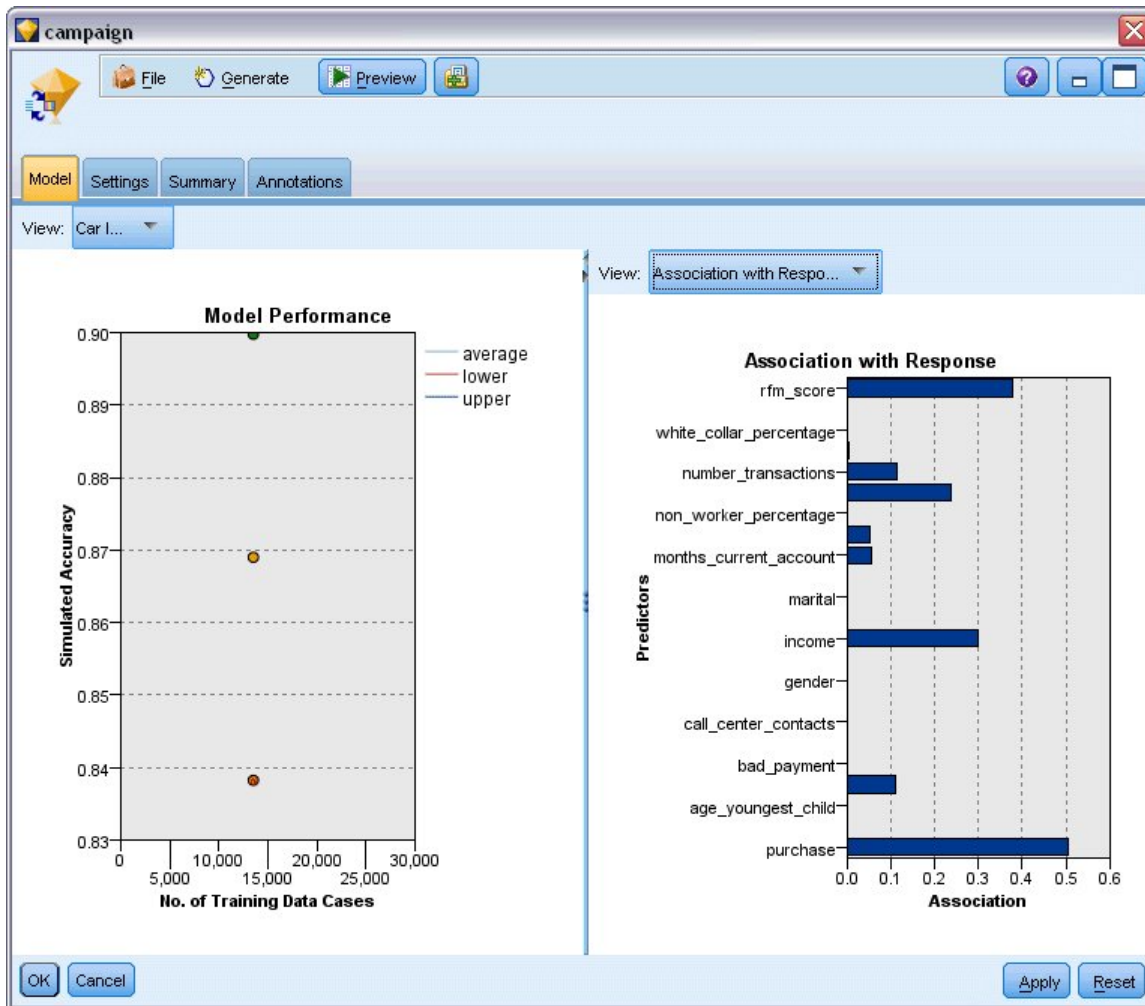 campaign
File Generate Preview
Model Settings Summary Annotations
View: Car l...
Model Performance
0.90
0.89
0.88
0.87
0.86
0.85
0.84
0.83
Simulated Accuracy
0 10,000 20,000 30,000
5,000 15,000 25,000
No. of Training Data Cases
average
lower
upper
View: Association with Respo...
Association with Response
Predictors
rfm_score
white_collar_percentage
number_transactions
non_worker_percentage
months_current_account
marital
income
gender
call_center_contacts
bad_payment
age_youngest_child
purchase
0.0 0.1 0.2 0.3 0.4 0.5 0.6
Association
OK Cancel Apply Reset